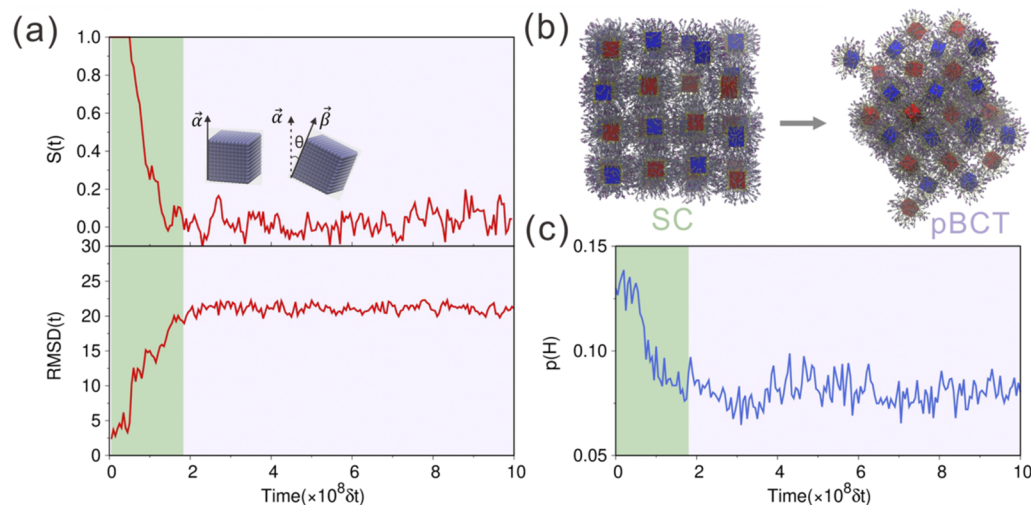 (a)
1.0
0.8
0.6
0.4
0.2
0.0
S(t)
α⃗
α⃗
θ
β⃗
30
25
20
15
10
5
0
RMSD(t)
0 2 4 6 8 10
Time(×10⁸δt)
(b)
SC
pBCT
(c)
0.15
0.10
0.05
p(H)
0 2 4 6 8 10
Time(×10⁸δt)